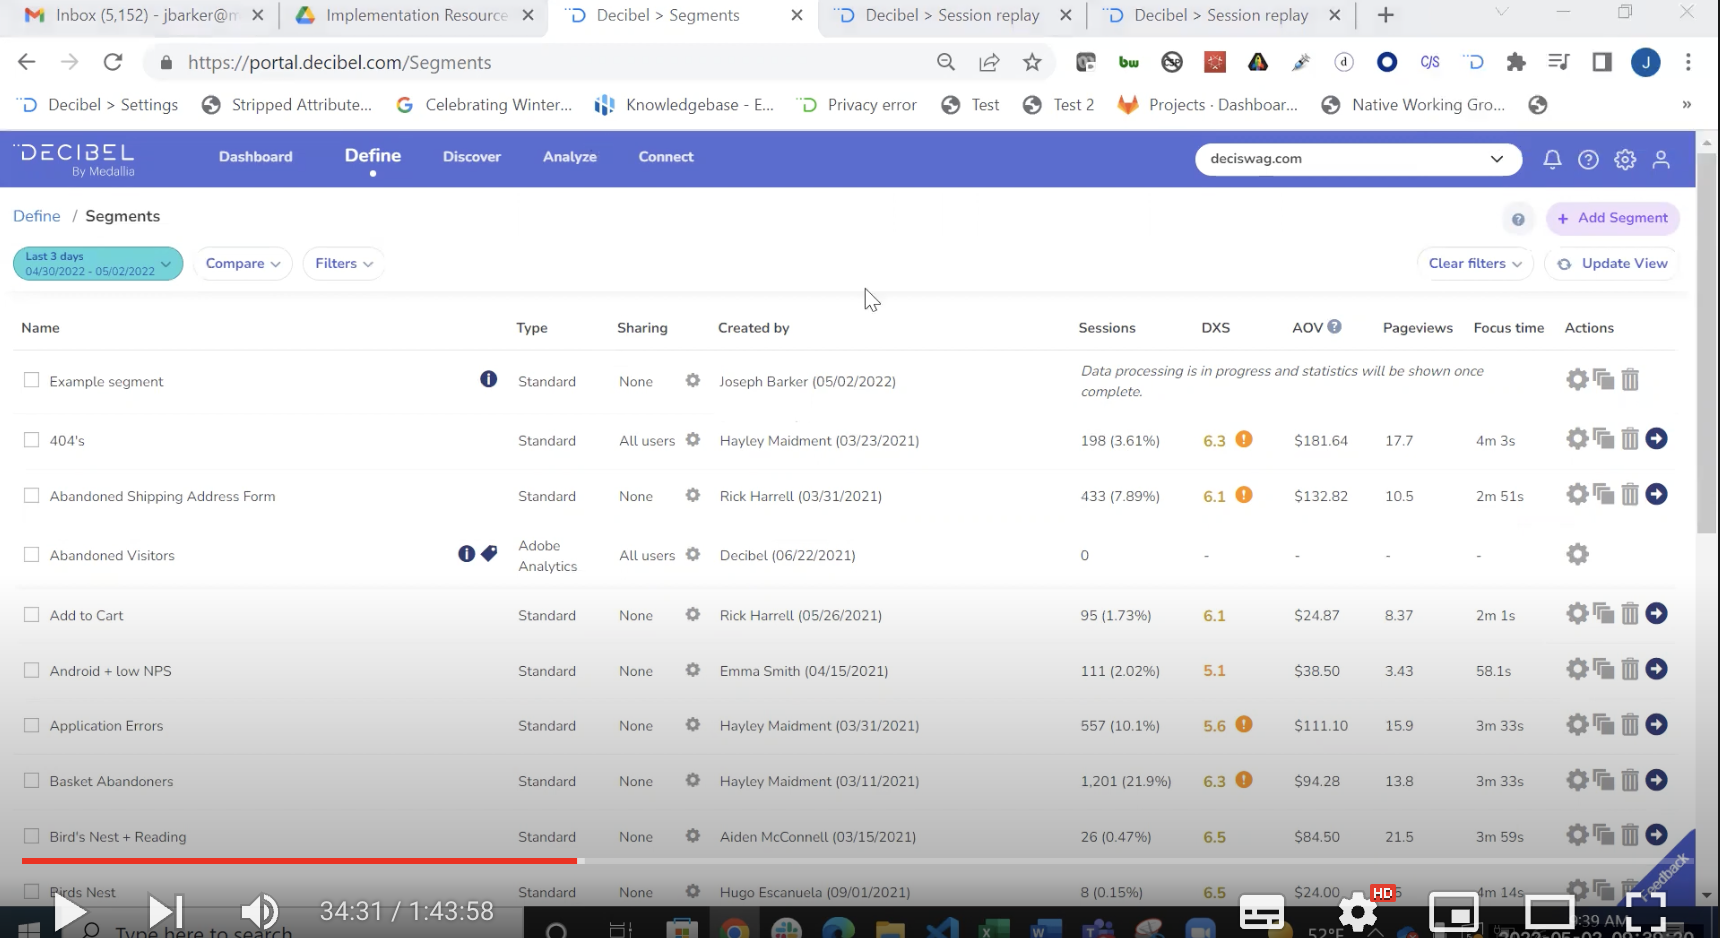 Inbox (5,152) - jbarker@m
Implementation Resource
Decibel > Segments
Decibel > Session replay
Decibel > Session replay
https://portal.decibel.com/Segments
bw
d
C/S
J
Decibel > Settings
Stripped Attribute...
Celebrating Winter...
Knowledgebase - E...
Privacy error
Test
Test 2
Projects · Dashboar...
Native Working Gro...
»
DECIBEL
By Medallia
Dashboard
Define
Discover
Analyze
Connect
deciswag.com
Define / Segments
+ Add Segment
Last 3 days
04/30/2022 - 05/02/2022
Compare
Filters
Clear filters
Update View
Name Type Sharing Created by Sessions DXS AOV Pageviews Focus time Actions
Example segment Standard None Joseph Barker (05/02/2022) Data processing is in progress and statistics will be shown once
complete.
404's Standard All users Hayley Maidment (03/23/2021) 198 (3.61%) 6.3 $181.64 17.7 4m 3s
Abandoned Shipping Address Form Standard None Rick Harrell (03/31/2021) 433 (7.89%) 6.1 $132.82 10.5 2m 51s
Abandoned Visitors Adobe
Analytics All users Decibel (06/22/2021) 0 - - - -
Add to Cart Standard None Rick Harrell (05/26/2021) 95 (1.73%) 6.1 $24.87 8.37 2m 1s
Android + low NPS Standard None Emma Smith (04/15/2021) 111 (2.02%) 5.1 $38.50 3.43 58.1s
Application Errors Standard None Hayley Maidment (03/31/2021) 557 (10.1%) 5.6 $111.10 15.9 3m 33s
Basket Abandoners Standard None Hayley Maidment (03/11/2021) 1,201 (21.9%) 6.3 $94.28 13.8 3m 33s
Bird's Nest + Reading Standard None Aiden McConnell (03/15/2021) 26 (0.47%) 6.5 $84.50 21.5 3m 59s
Feedback
Birds Nest Standard None Hugo Escanuela (09/01/2021) 8 (0.15%) 6.5 $24.00 4m 14s
34:31 / 1:43:58
HD
Type here to search
52°F
:39 AM